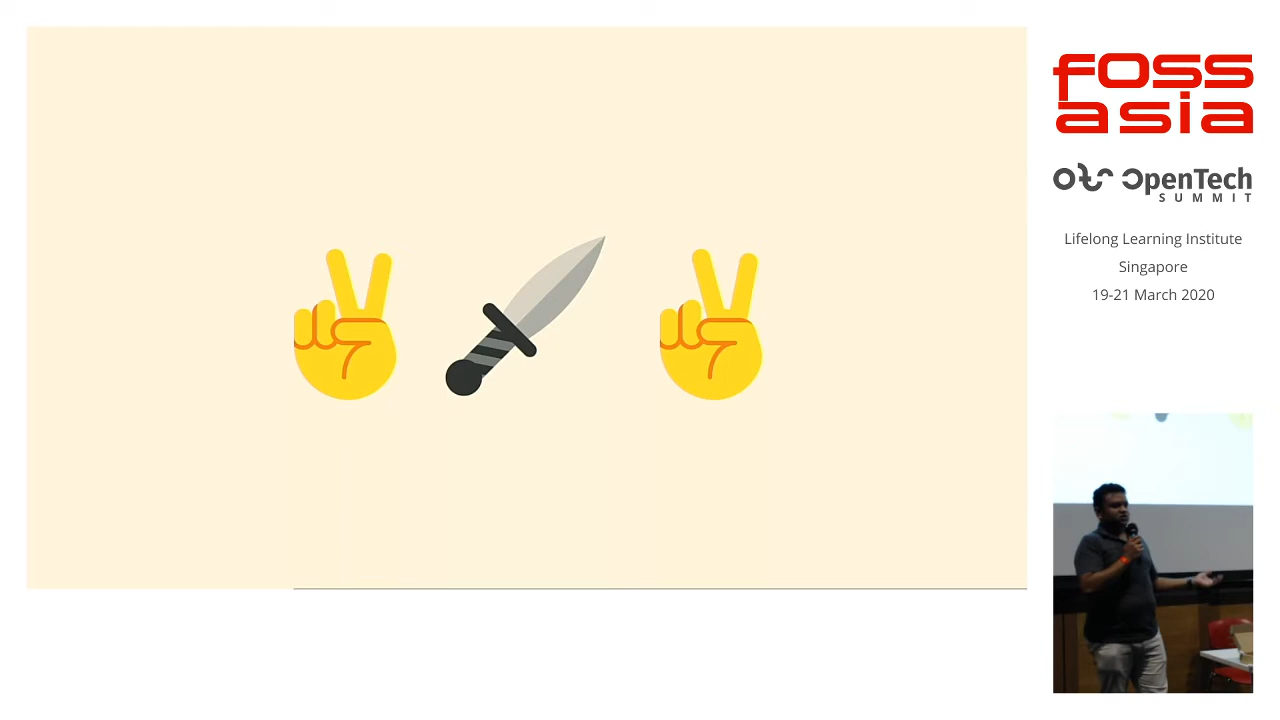 fOSS
asia
OpenTech
SUMMIT
Lifelong Learning Institute
Singapore
19-21 March 2020